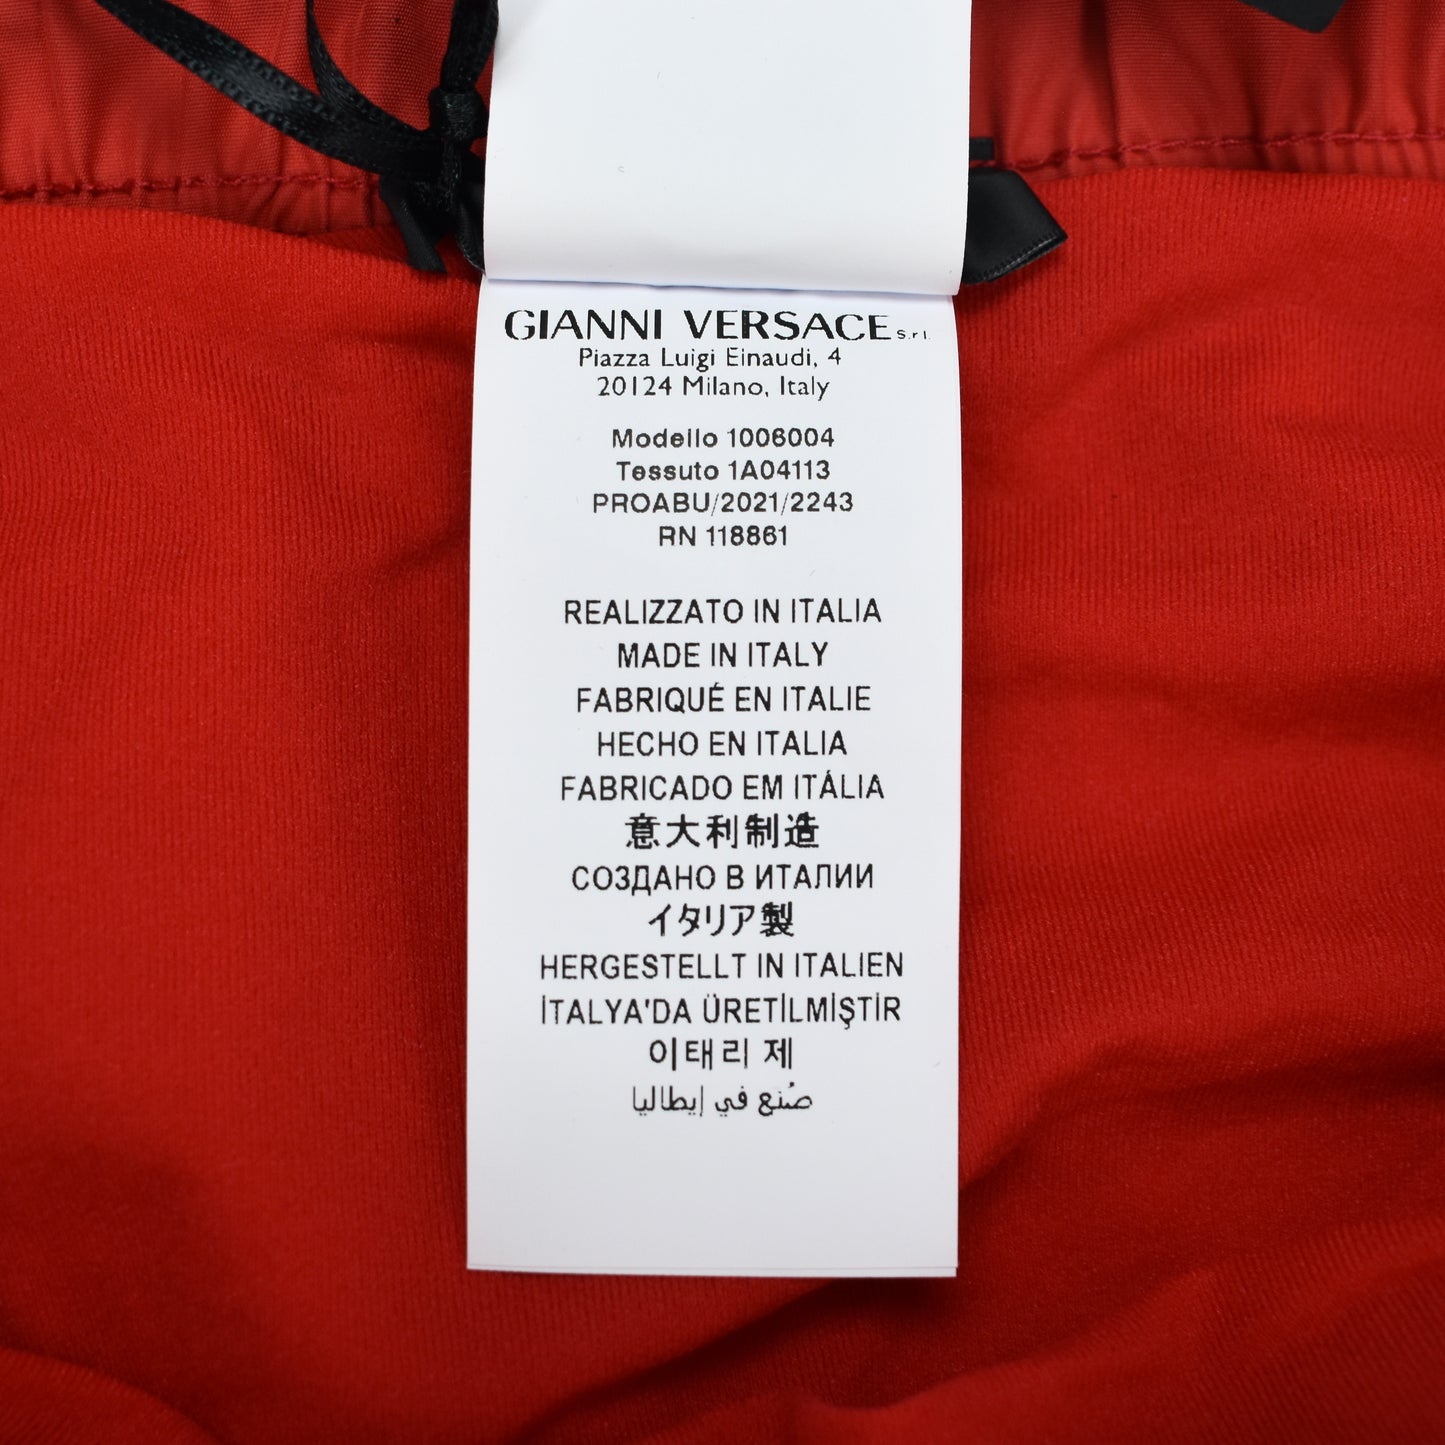 GIANNI VERSACE s.r.l.
Piazza Luigi Einaudi, 4
20124 Milano, Italy
Modello 1006004
Tessuto 1A04113
PROABU/2021/2243
RN 118861
REALIZZATO IN ITALIA
MADE IN ITALY
FABRIQUÉ EN ITALIE
HECHO EN ITALIA
FABRICADO EM ITÁLIA
意大利制造
СОЗДАНО В ИТАЛИИ
イタリア製
HERGESTELLT IN ITALIEN
İTALYA'DA ÜRETİLMİŞTİR
이태리 제
صُنع في إيطاليا